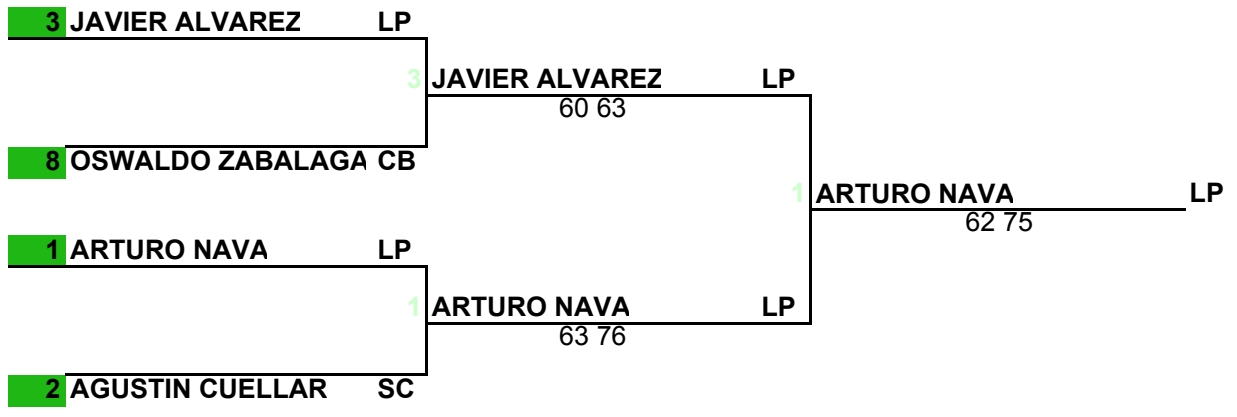 3 JAVIER ALVAREZ LP
3 JAVIER ALVAREZ LP
60 63
8 OSWALDO ZABALAGA CB
1 ARTURO NAVA LP
62 75
1 ARTURO NAVA LP
1 ARTURO NAVA LP
63 76
2 AGUSTIN CUELLAR SC